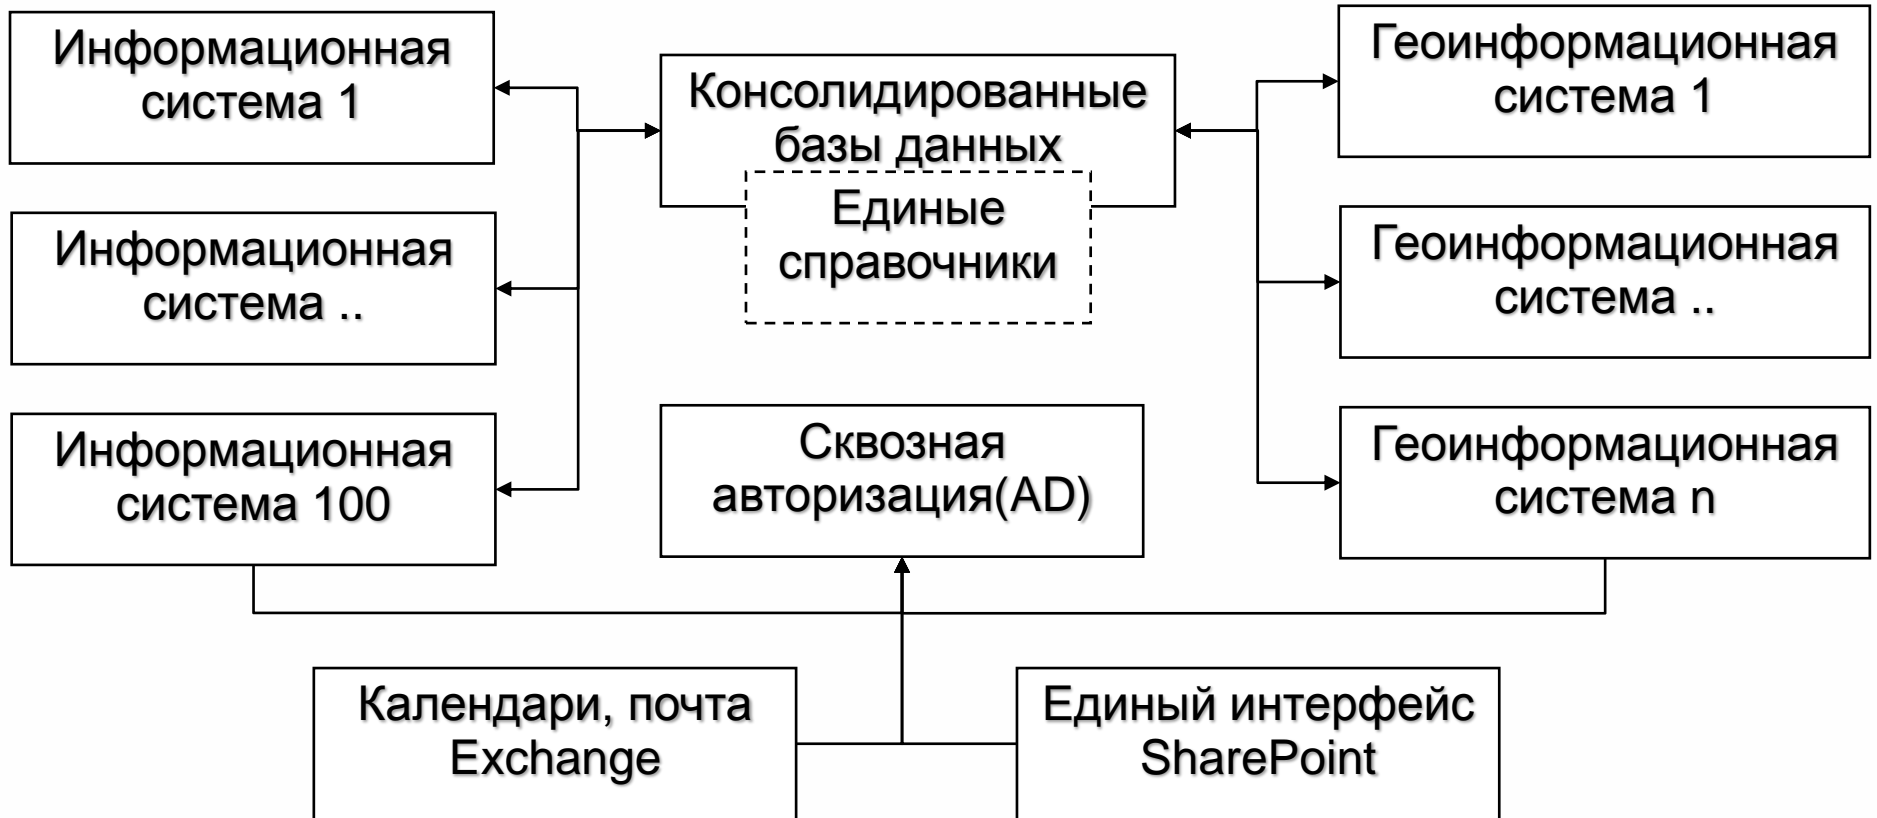 Информационная
система 1
Информационная
система ..
Информационная
система 100
Консолидированные
базы данных
Единые
справочники
Сквозная
авторизация(AD)
Геоинформационная
система 1
Геоинформационная
система ..
Геоинформационная
система n
Календари, почта
Exchange
Единый интерфейс
SharePoint